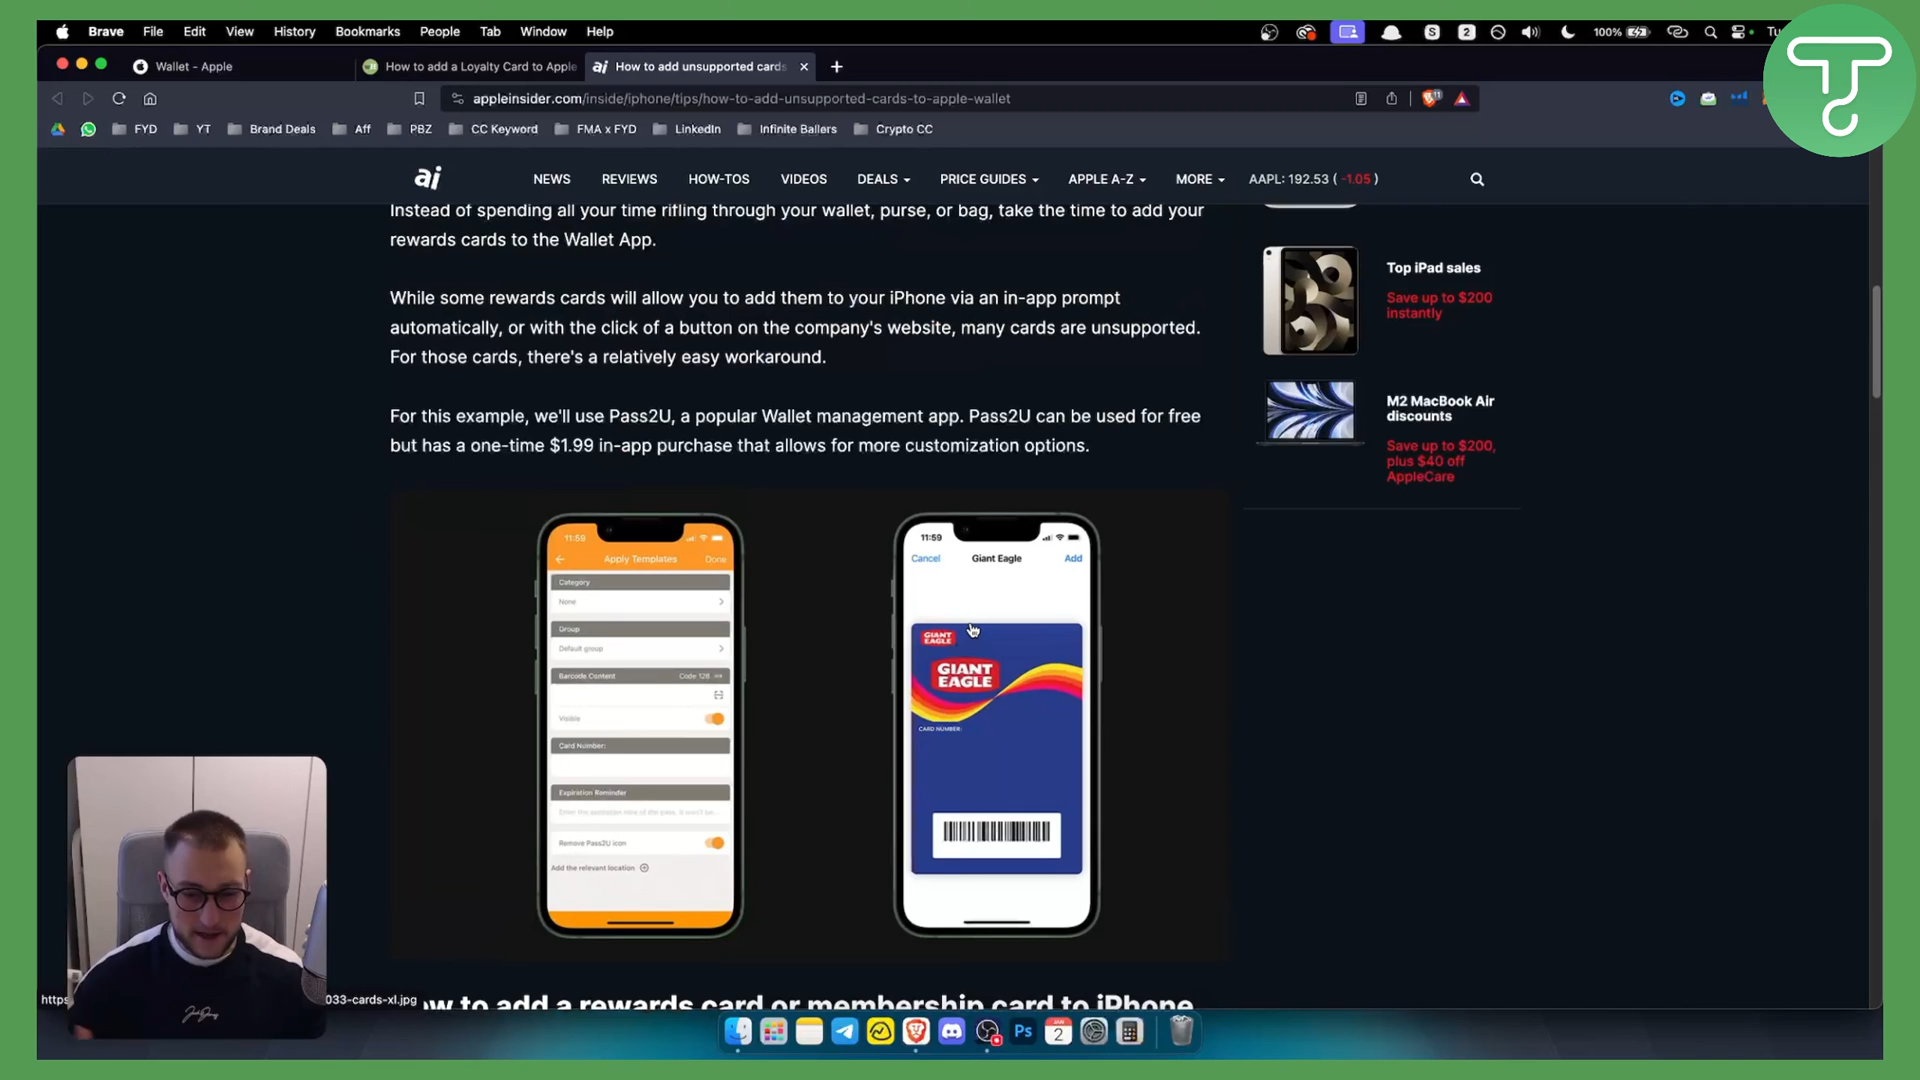 Brave File Edit View History Bookmarks People Tab Window Help
S 2 100% Tu
Wallet - Apple
How to add a Loyalty Card to Apple
ai How to add unsupported cards
appleinsider.com/inside/iphone/tips/how-to-add-unsupported-cards-to-apple-wallet
11
FYD YT Brand Deals Aff PBZ CC Keyword FMA x FYD LinkedIn Infinite Ballers Crypto CC
ai NEWS REVIEWS HOW-TOS VIDEOS DEALS PRICE GUIDES APPLE A-Z MORE AAPL: 192.53 ( -1.05 )
Instead of spending all your time rifling through your wallet, purse, or bag, take the time to add your
rewards cards to the Wallet App.
While some rewards cards will allow you to add them to your iPhone via an in-app prompt
automatically, or with the click of a button on the company's website, many cards are unsupported.
For those cards, there's a relatively easy workaround.
For this example, we'll use Pass2U, a popular Wallet management app. Pass2U can be used for free
but has a one-time $1.99 in-app purchase that allows for more customization options.
Top iPad sales
Save up to $200
instantly
M2 MacBook Air
discounts
Save up to $200,
plus $40 off
AppleCare
11:59
Apply Templates Done
Category
None
Group
Default group
Barcode Content Code 128
Visible
Card Number:
Expiration Reminder
Remove Pass2U icon
Add the relevant location
11:59
Cancel Giant Eagle Add
GIANT
EAGLE
GIANT
EAGLE
CARD NUMBER:
https
033-cards-xl.jpg
ow to add a rewards card or membership card to iPhone
JAN
2
Ps